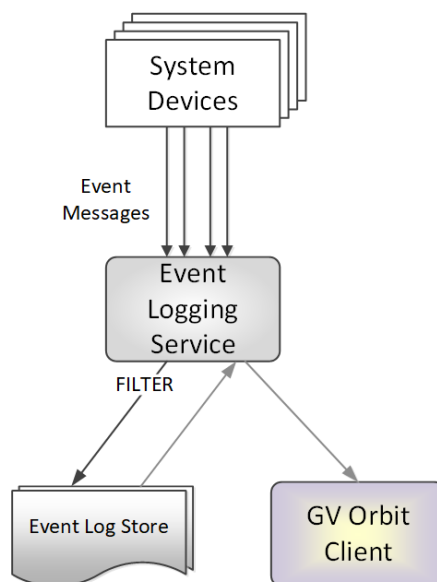 System
Devices
Event
Messages
Event
Logging
Service
FILTER
Event Log Store
GV Orbit
Client